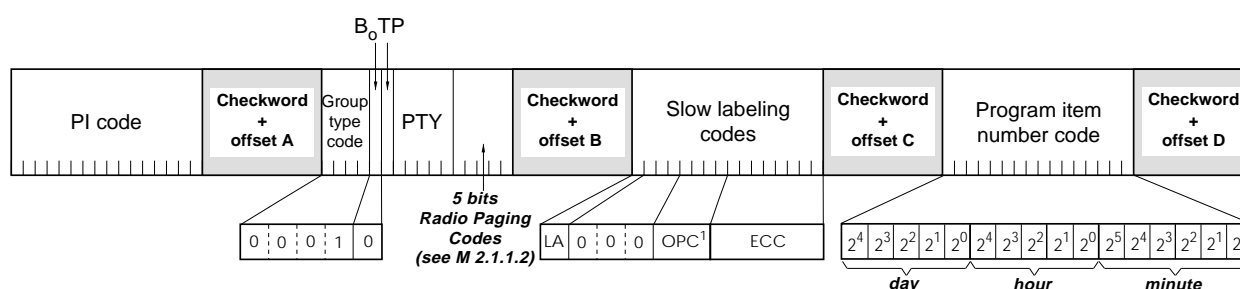 BoTP
PI code
Checkword
+
offset A
Group
type
code
PTY
Checkword
+
offset B
Slow labeling
codes
Checkword
+
offset C
Program item
number code
Checkword
+
offset D
0 0 0 1 0
5 bits
Radio Paging
Codes
(see M 2.1.1.2)
LA 0 0 0 OPC¹ ECC
2⁴ 2³ 2² 2¹ 2⁰ 2⁴ 2³ 2² 2¹ 2⁰ 2⁵ 2⁴ 2³ 2² 2¹
day hour minute